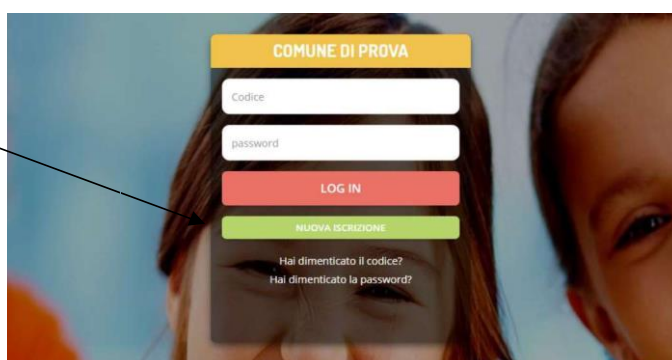 COMUNE DI PROVA
Codice
password
LOG IN
NUOVA ISCRIZIONE
Hai dimenticato il codice?
Hai dimenticato la password?